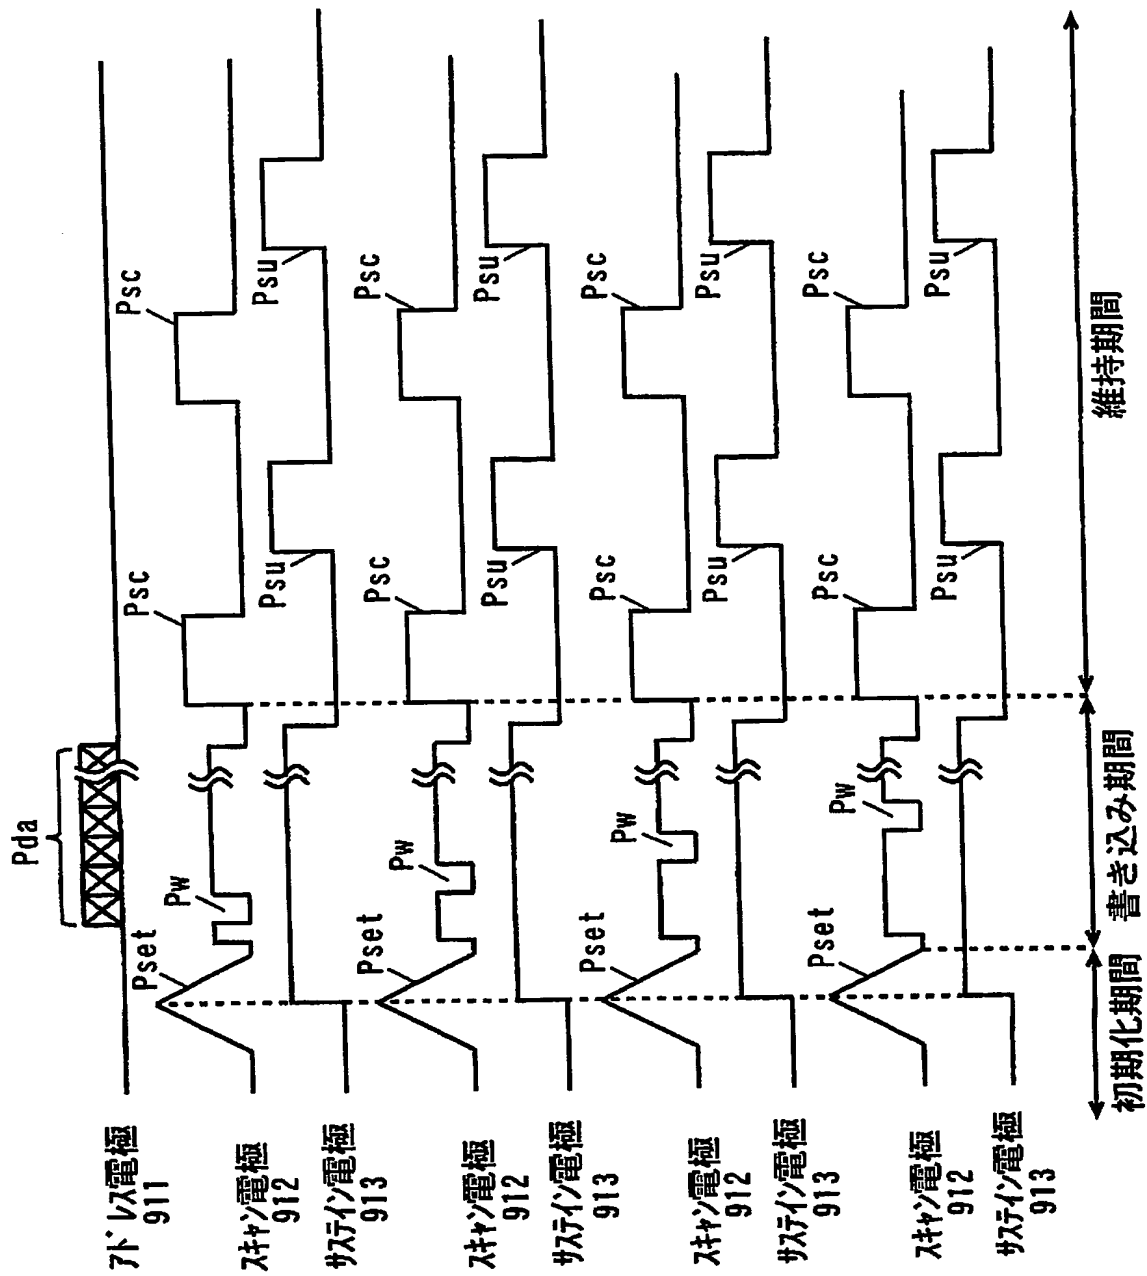 Pda
アドレス電極
911
Pset
Pw
Psc
Psc
スキャン電極
912
Psu
Psu
サステイン電極
913
Pset
Pw
Psc
Psc
スキャン電極
912
Psu
Psu
サステイン電極
913
Pset
Pw
Psc
Psc
スキャン電極
912
Psu
Psu
サステイン電極
913
Pset
Pw
Psc
Psc
スキャン電極
912
Psu
Psu
サステイン電極
913
初期化期間
書き込み期間
維持期間